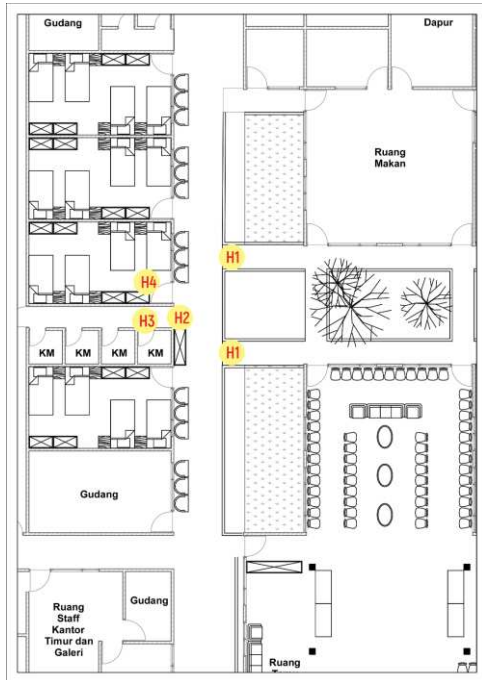 Gudang
Dapur
Ruang
Makan
H1
H4
H3
H2
KM
KM
KM
KM
H1
Gudang
Ruang
Staff
Kantor
Timur dan
Galeri
Gudang
Ruang